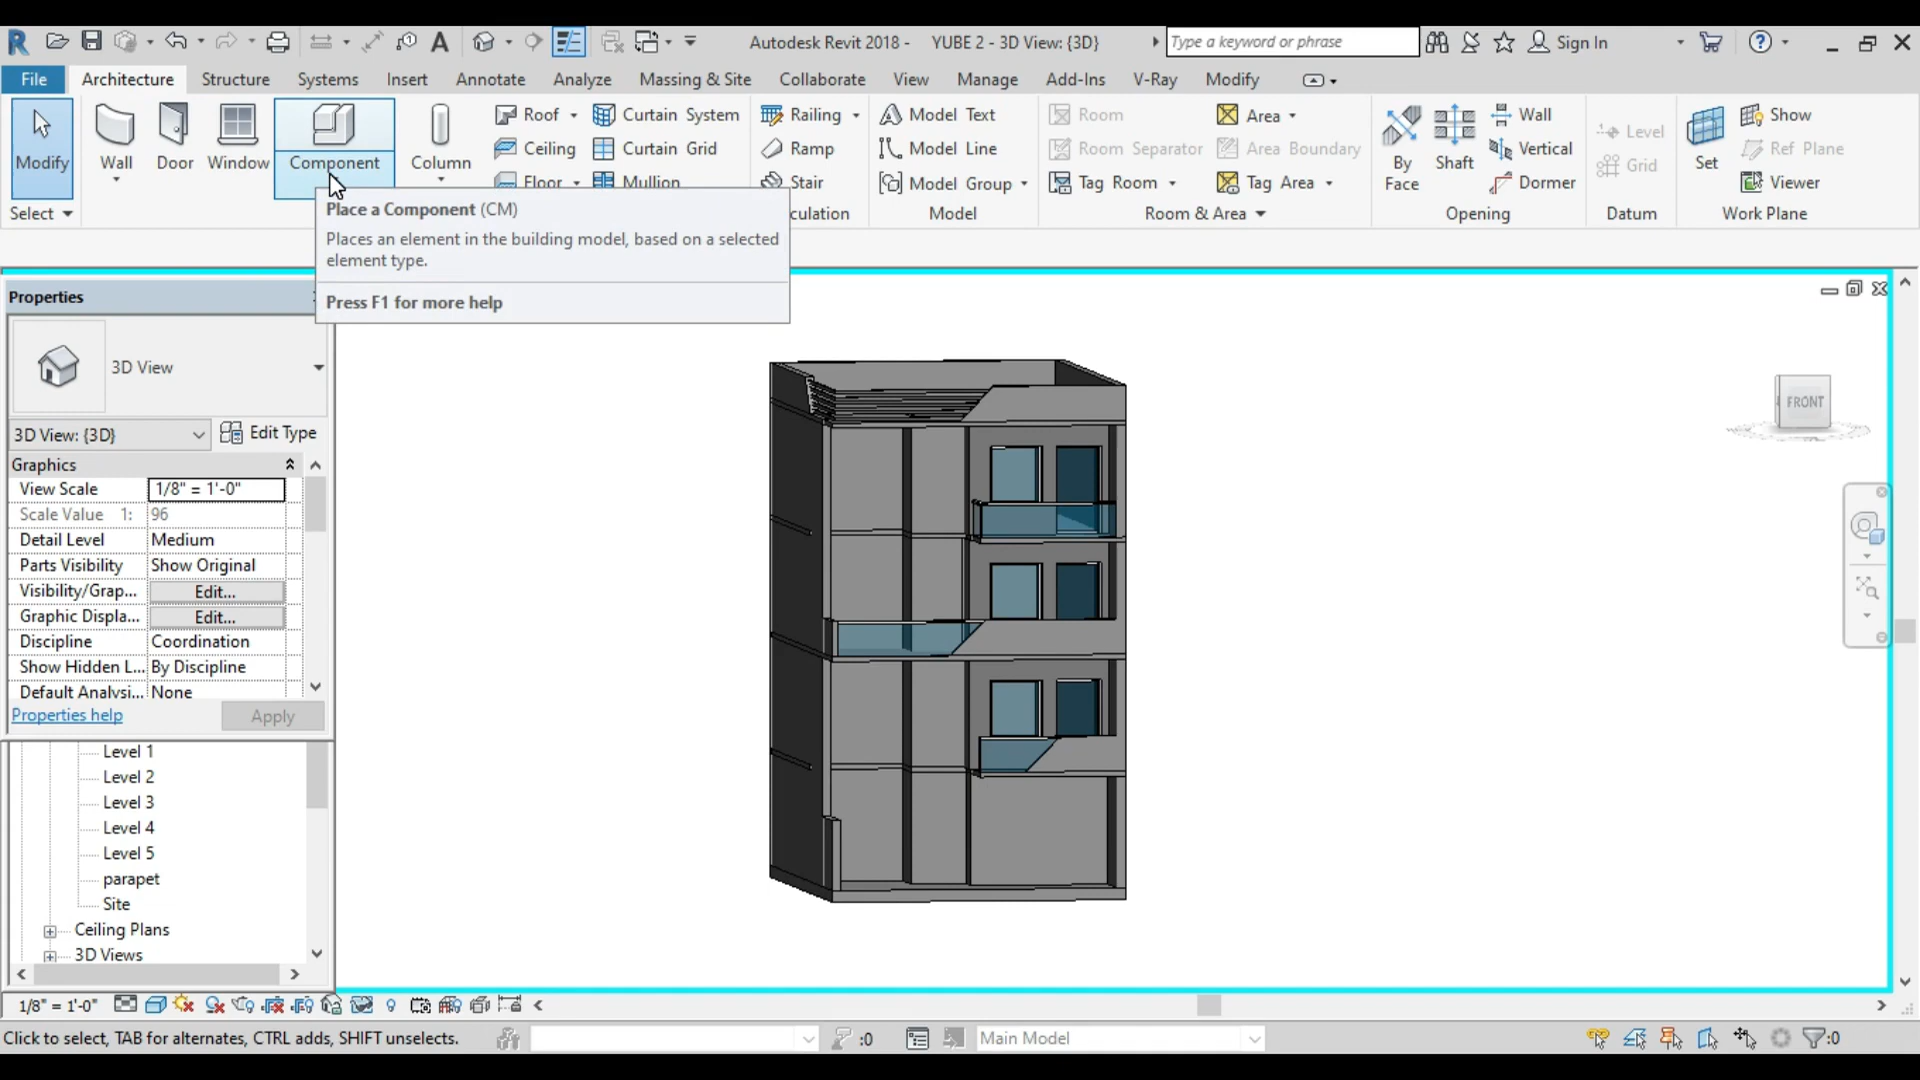 Autodesk Revit 2018 - YUBE 2 - 3D View: {3D}
Type a keyword or phrase
Sign In
File Architecture Structure Systems Insert Annotate Analyze Massing & Site Collaborate View Manage Add-Ins V-Ray Modify
Modify
Wall
Door
Window
Component
Column
Roof
Ceiling
Floor
Curtain System
Curtain Grid
Mullion
Railing
Ramp
Stair
Model Text
Model Line
Model Group
Room
Room Separator
Tag Room
Area
Area Boundary
Tag Area
By
Face
Shaft
Wall
Vertical
Dormer
Level
Grid
Set
Show
Ref Plane
Viewer
Select
culation
Model
Room & Area
Opening
Datum
Work Plane
Place a Component (CM)
Places an element in the building model, based on a selected
element type.
Press F1 for more help
Properties
3D View
3D View: {3D}
Edit Type
Graphics
View Scale 1/8" = 1'-0"
Scale Value 1: 96
Detail Level Medium
Parts Visibility Show Original
Visibility/Grap... Edit...
Graphic Displa... Edit...
Discipline Coordination
Show Hidden L... By Discipline
Default Analysi... None
Properties help
Apply
Level 1
Level 2
Level 3
Level 4
Level 5
parapet
Site
Ceiling Plans
3D Views
FRONT
1/8" = 1'-0"
Click to select, TAB for alternates, CTRL adds, SHIFT unselects.
:0
Main Model
:0